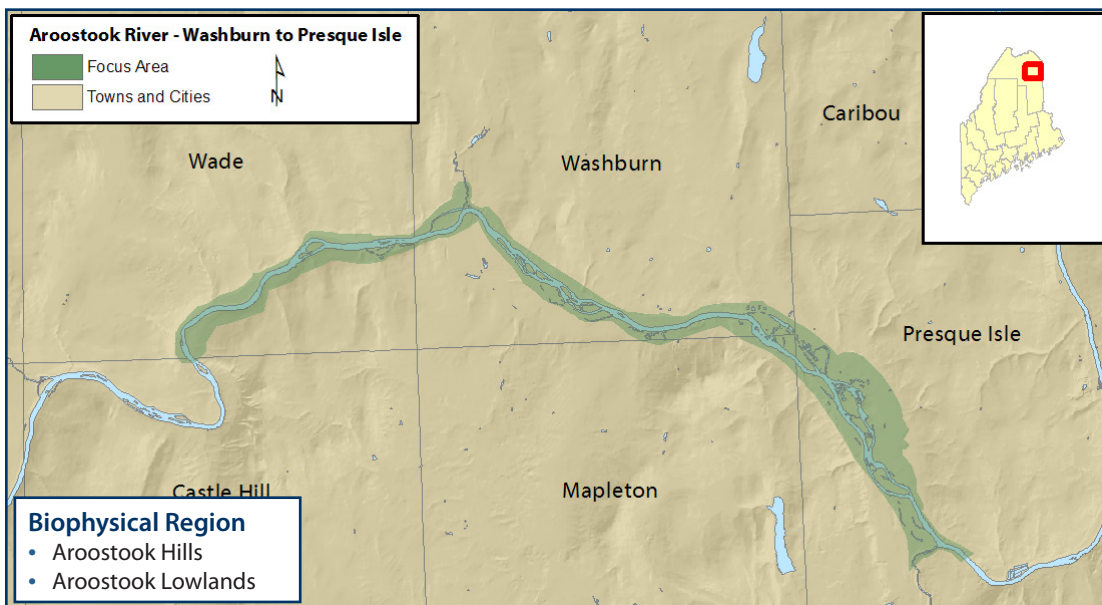 Aroostook River - Washburn to Presque Isle
Focus Area
Towns and Cities
N
Caribou
Wade
Washburn
Presque Isle
Castle Hill
Mapleton
Biophysical Region
• Aroostook Hills
• Aroostook Lowlands